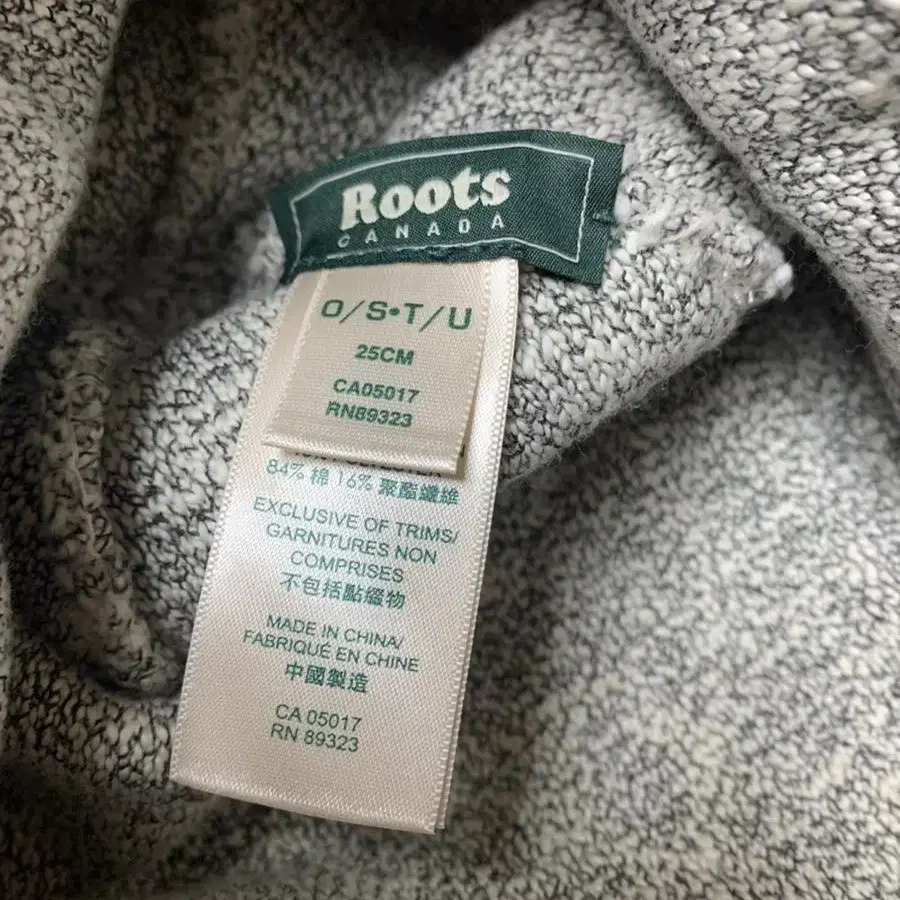 Roots
CANADA
O/S•T/U
25CM
CA05017
RN89323
84% 棉 16% 聚酯纖維
EXCLUSIVE OF TRIMS/
GARNITURES NON
COMPRISES
不包括點綴物
MADE IN CHINA/
FABRIQUÉ EN CHINE
中國製造
CA 05017
RN 89323